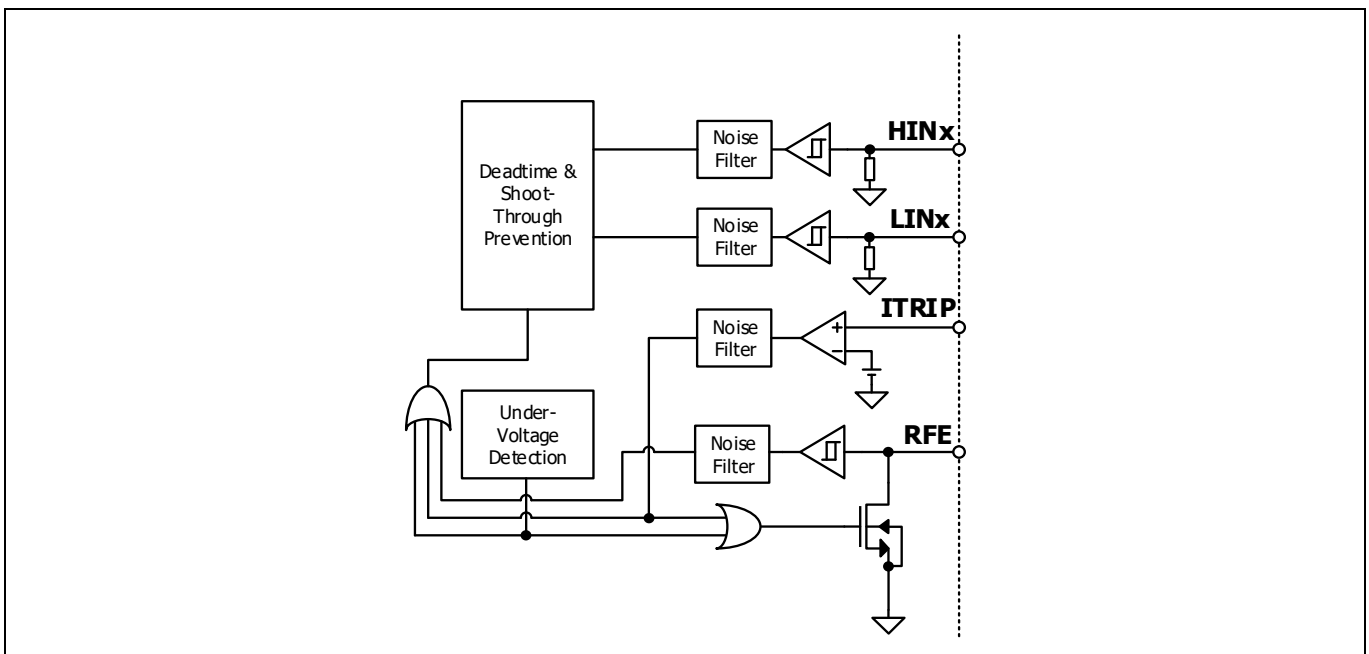 Deadtime &
Shoot-
Through
Prevention
Noise
Filter
HINx
Noise
Filter
LINx
Noise
Filter
ITRIP
+
−
Under-
Voltage
Detection
Noise
Filter
RFE